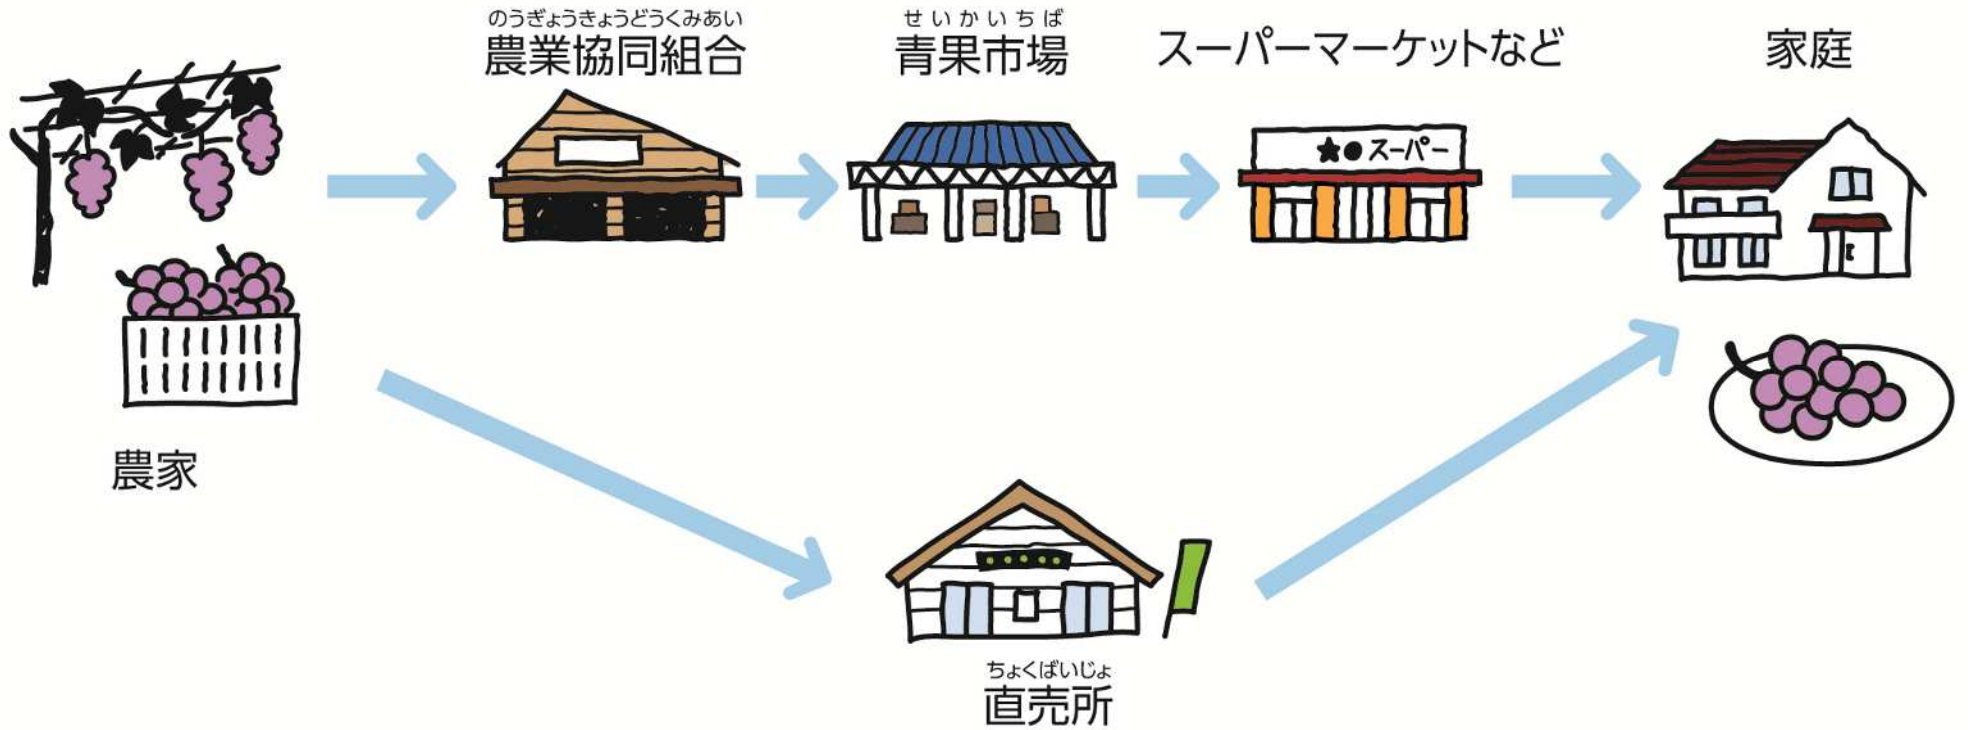 のうぎょうきょうどうくみあい
農業協同組合
せいかいちば
青果市場
スーパーマーケットなど
家庭
★●スーパー
農家
ちょくばいじょ
直売所